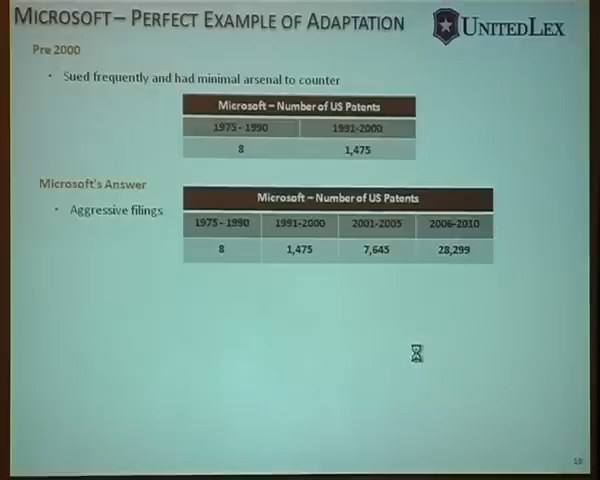 MICROSOFT – PERFECT EXAMPLE OF ADAPTATION
UNITEDLEX
Pre 2000
• Sued frequently and had minimal arsenal to counter
Microsoft – Number of US Patents
1975 - 1990 1991-2000
8 1,475
Microsoft's Answer
• Aggressive filings
Microsoft – Number of US Patents
1975 - 1990 1991-2000 2001-2005 2006-2010
8 1,475 7,645 28,299